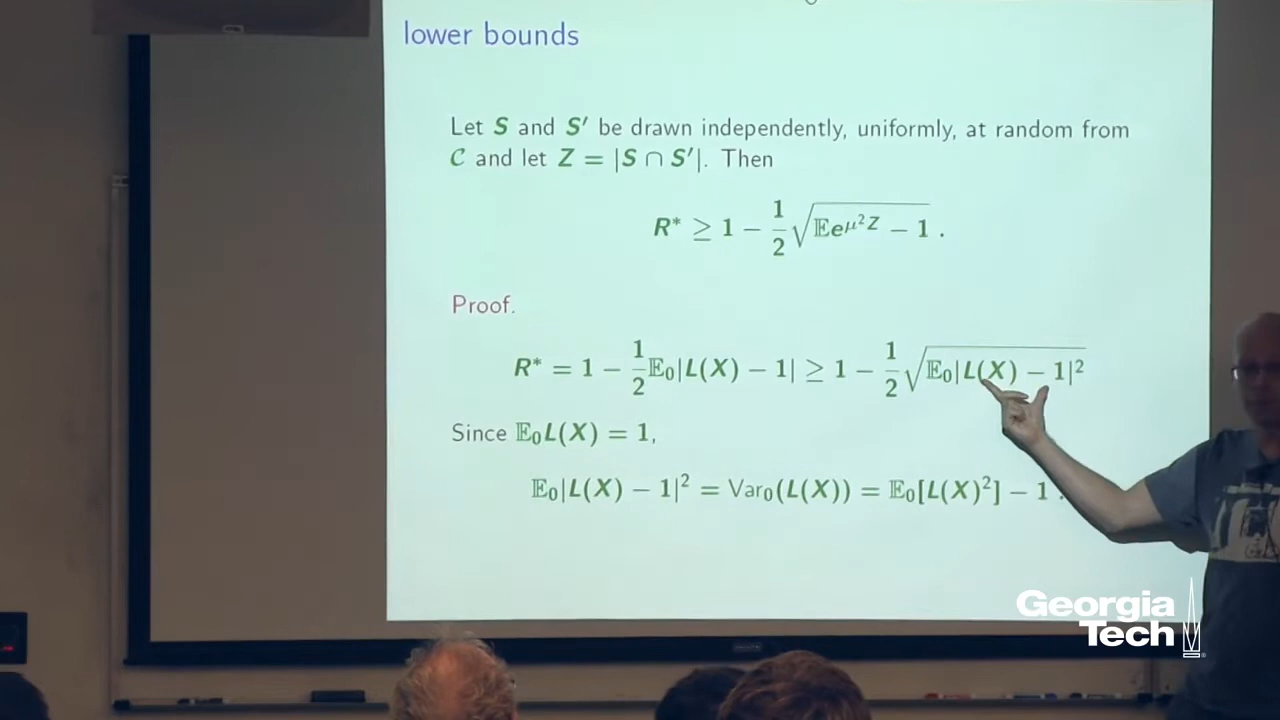 lower bounds
Let S and S′ be drawn independently, uniformly, at random from
𝒞 and let Z = |S ∩ S′|. Then
R* ≥ 1 − 1/2 √(𝔼e^{μ²Z} − 1) .
Proof.
R* = 1 − 1/2 𝔼₀|L(X) − 1| ≥ 1 − 1/2 √(𝔼₀|L(X) − 1|²)
Since 𝔼₀L(X) = 1,
𝔼₀|L(X) − 1|² = Var₀(L(X)) = 𝔼₀[L(X)²] − 1 .
Georgia
Tech